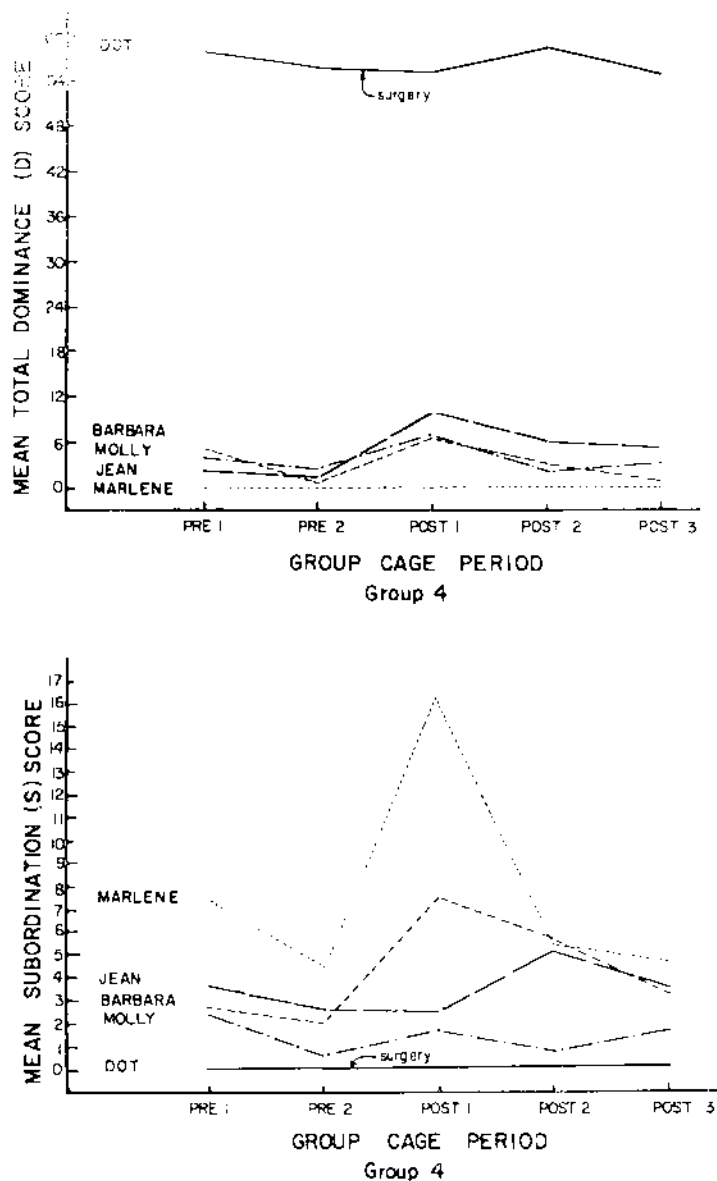 MEAN TOTAL DOMINANCE (D) SCORE
DOT
54
48
42
36
30
24
18
12
6
0
surgery
BARBARA
MOLLY
JEAN
MARLENE
PRE 1
PRE 2
POST 1
POST 2
POST 3
GROUP CAGE PERIOD
Group 4
MEAN SUBORDINATION (S) SCORE
17
16
15
14
13
12
11
10
9
8
7
6
5
4
3
2
1
0
MARLENE
JEAN
BARBARA
MOLLY
DOT
surgery
PRE 1
PRE 2
POST 1
POST 2
POST 3
GROUP CAGE PERIOD
Group 4